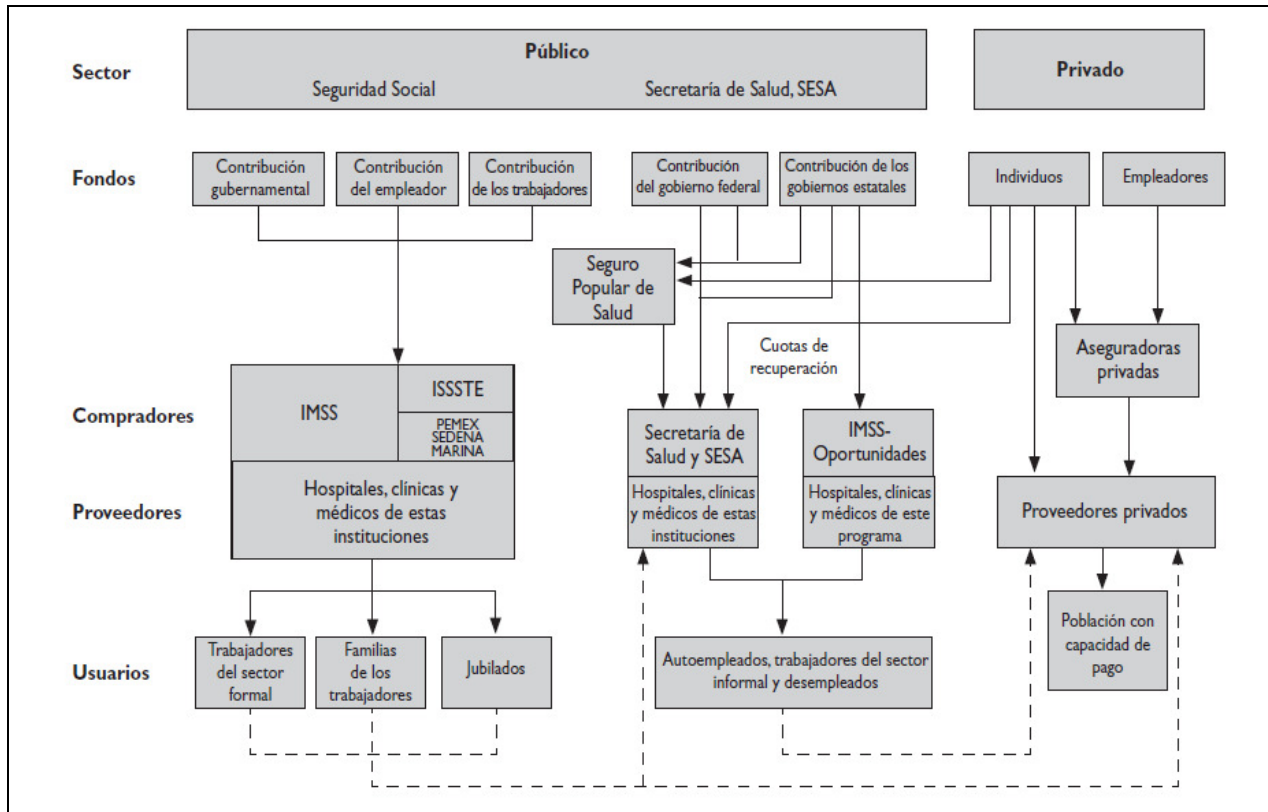 Sector
Público
Seguridad Social
Secretaría de Salud, SESA
Privado
Fondos
Contribución
gubernamental
Contribución
del empleador
Contribución
de los trabajadores
Contribución
del gobierno federal
Contribución de los
gobiernos estatales
Individuos
Empleadores
Seguro
Popular de
Salud
Cuotas de
recuperación
Aseguradoras
privadas
Compradores
IMSS
ISSSTE
PEMEX
SEDENA
MARINA
Secretaría de
Salud y SESA
IMSS-
Oportunidades
Proveedores
Hospitales, clínicas y
médicos de estas
instituciones
Hospitales, clínicas
y médicos de estas
instituciones
Hospitales, clínicas
y médicos de este
programa
Proveedores privados
Usuarios
Trabajadores
del sector
formal
Familias
de los
trabajadores
Jubilados
Autoempleados, trabajadores del sector
informal y desempleados
Población con
capacidad de
pago